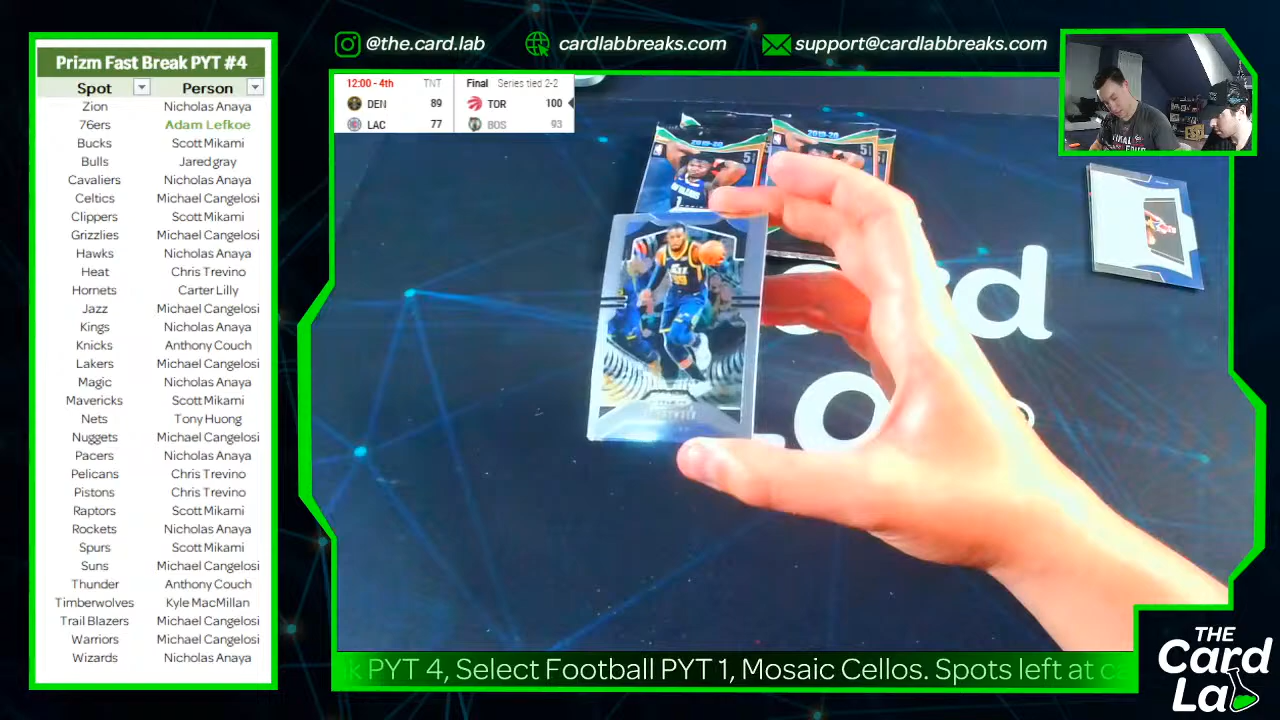 @the.card.lab
cardlabbreaks.com
support@cardlabbreaks.com
Prizm Fast Break PYT #4
Spot Person
Zion Nicholas Anaya
76ers Adam Lefkoe
Bucks Scott Mikami
Bulls Jared gray
Cavaliers Nicholas Anaya
Celtics Michael Cangelosi
Clippers Scott Mikami
Grizzlies Michael Cangelosi
Hawks Nicholas Anaya
Heat Chris Trevino
Hornets Carter Lilly
Jazz Michael Cangelosi
Kings Nicholas Anaya
Knicks Anthony Couch
Lakers Michael Cangelosi
Magic Nicholas Anaya
Mavericks Scott Mikami
Nets Tony Huong
Nuggets Michael Cangelosi
Pacers Nicholas Anaya
Pelicans Chris Trevino
Pistons Chris Trevino
Raptors Scott Mikami
Rockets Nicholas Anaya
Spurs Scott Mikami
Suns Michael Cangelosi
Thunder Anthony Couch
Timberwolves Kyle MacMillan
Trail Blazers Michael Cangelosi
Warriors Michael Cangelosi
Wizards Nicholas Anaya
12:00 - 4th TNT
DEN 89
LAC 77
Final Series tied 2-2
TOR 100
BOS 93
2019-20
2019-20
k PYT 4, Select Football PYT 1, Mosaic Cellos. Spots left at c
THE
Card
Lab